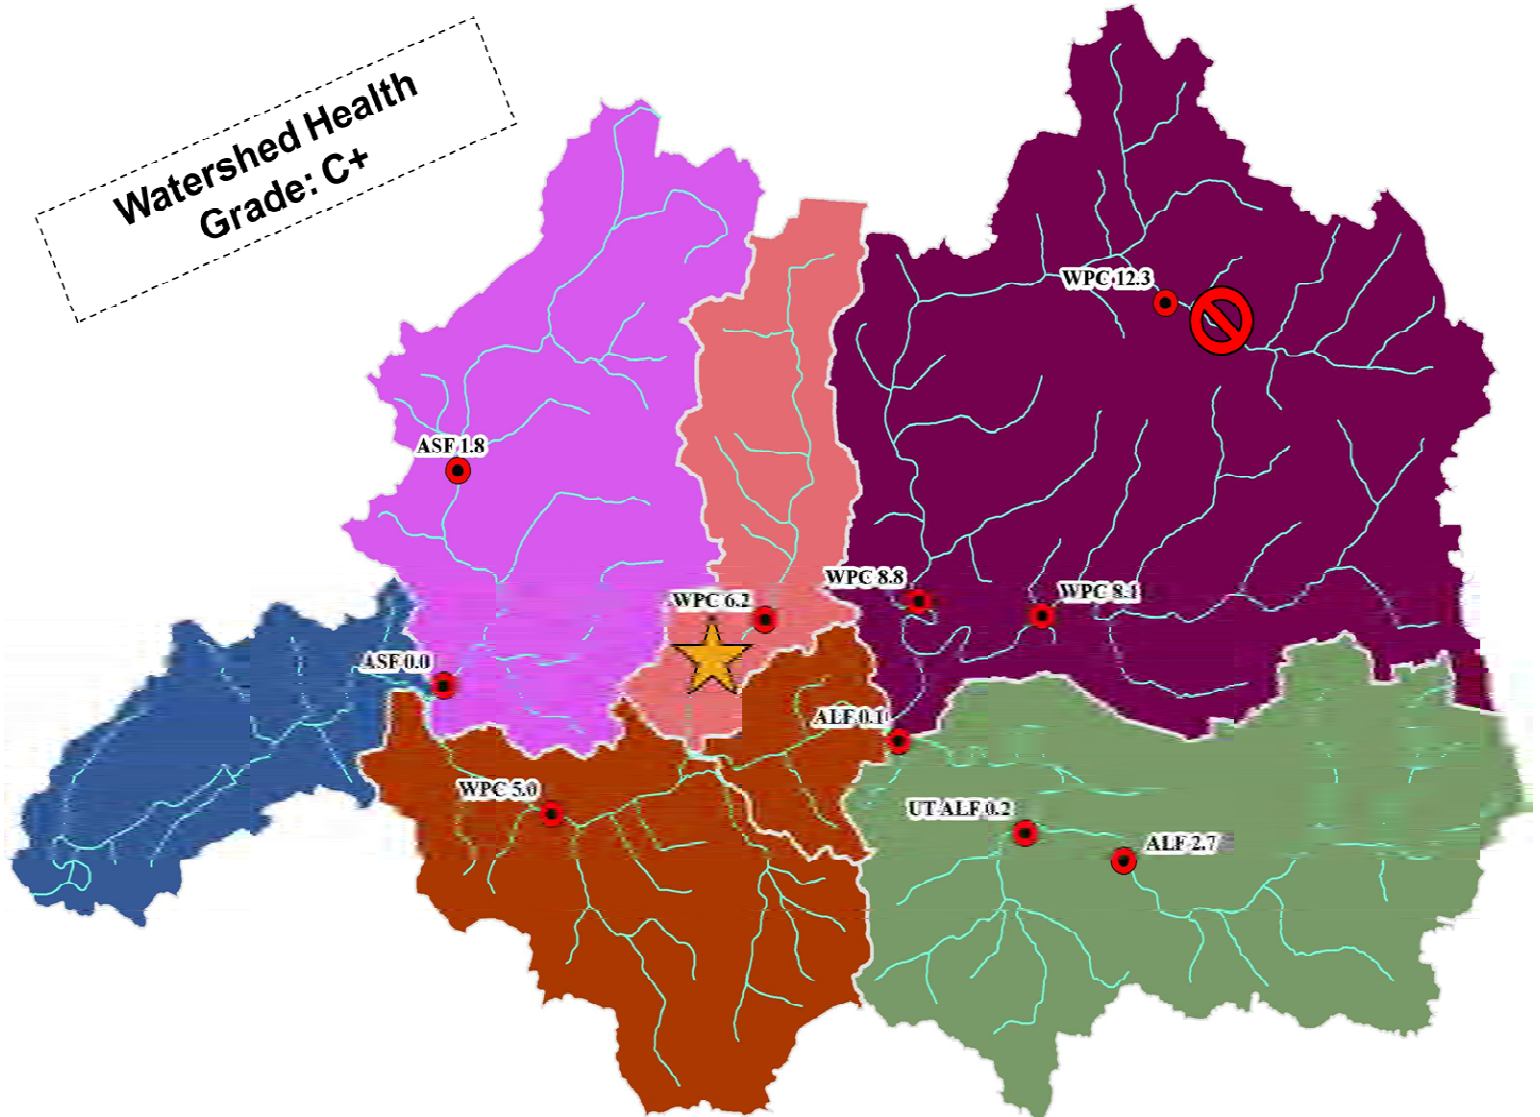 Watershed Health
Grade: C+
WPC 12.3
ASF 1.8
WPC 8.8
WPC 8.1
WPC 6.2
ASF 0.0
ALF 0.1
WPC 5.0
UT ALF 0.2
ALF 2.7